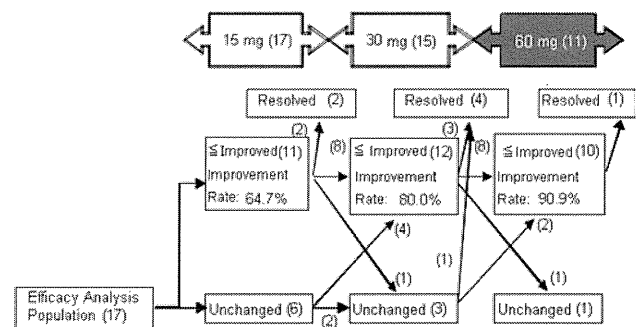 15 mg (17)
30 mg (15)
60 mg (11)
Resolved (2)
Resolved (4)
Resolved (1)
(2)
(8)
(3)
(8)
≦ Improved (11)
Improvement
Rate: 64.7%
≦ Improved (12)
Improvement
Rate: 80.0%
≦ Improved (10)
Improvement
Rate: 90.9%
(4)
(2)
(1)
(1)
(1)
Efficacy Analysis
Population (17)
Unchanged (6)
(2)
Unchanged (3)
Unchanged (1)